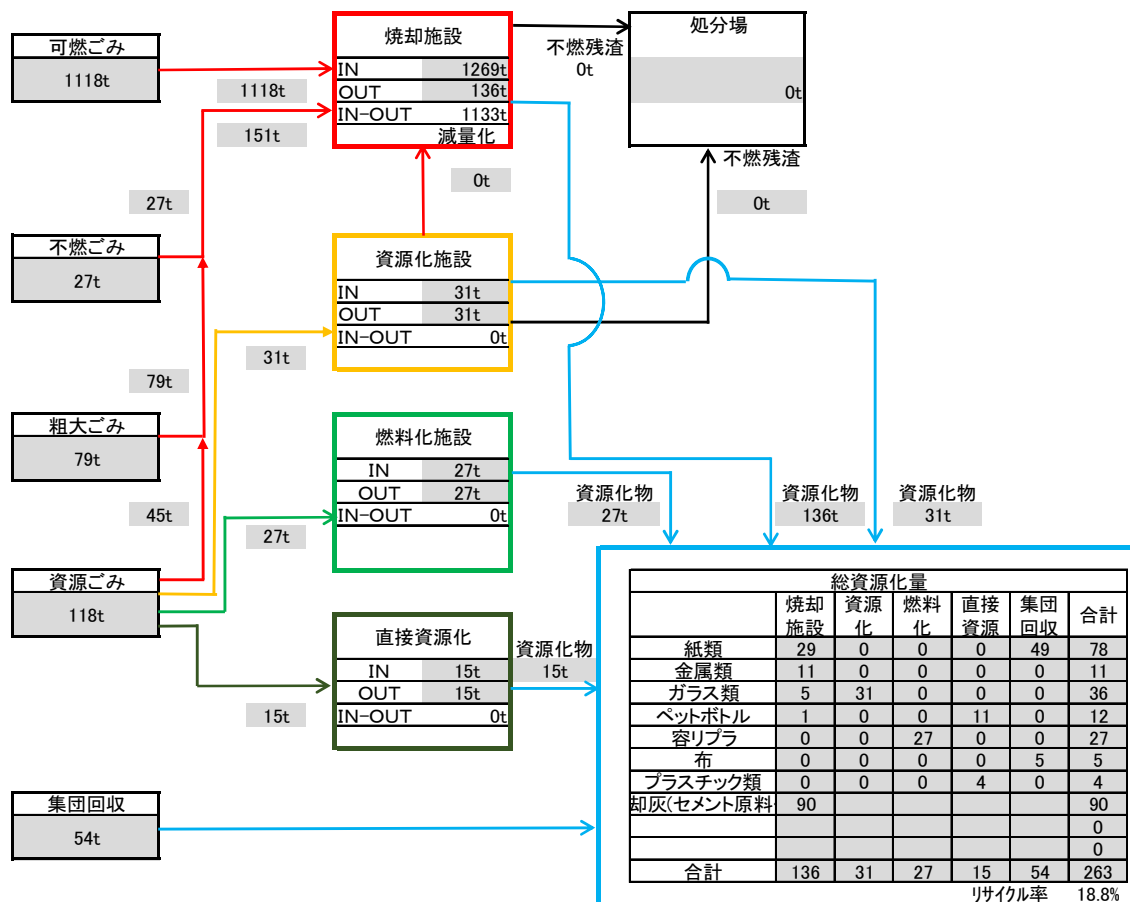 可燃ごみ
1118t
1118t
151t
27t
不燃ごみ
27t
79t
粗大ごみ
79t
45t
資源ごみ
118t
31t
27t
15t
集団回収
54t
焼却施設
IN 1269t
OUT 136t
IN-OUT 1133t
減量化
0t
不燃残渣
0t
処分場
0t
不燃残渣
0t
資源化施設
IN 31t
OUT 31t
IN-OUT 0t
燃料化施設
IN 27t
OUT 27t
IN-OUT 0t
直接資源化
IN 15t
OUT 15t
IN-OUT 0t
資源化物
27t
資源化物
136t
資源化物
31t
資源化物
15t
総資源化量
焼却施設 資源化 燃料化 直接資源 集団回収 合計
紙類 29 0 0 0 49 78
金属類 11 0 0 0 0 11
ガラス類 5 31 0 0 0 36
ペットボトル 1 0 0 11 0 12
容リプラ 0 0 27 0 0 27
布 0 0 0 0 5 5
プラスチック類 0 0 0 4 0 4
却灰(セメント原料 90 90
0
0
合計 136 31 27 15 54 263
リサイクル率 18.8%